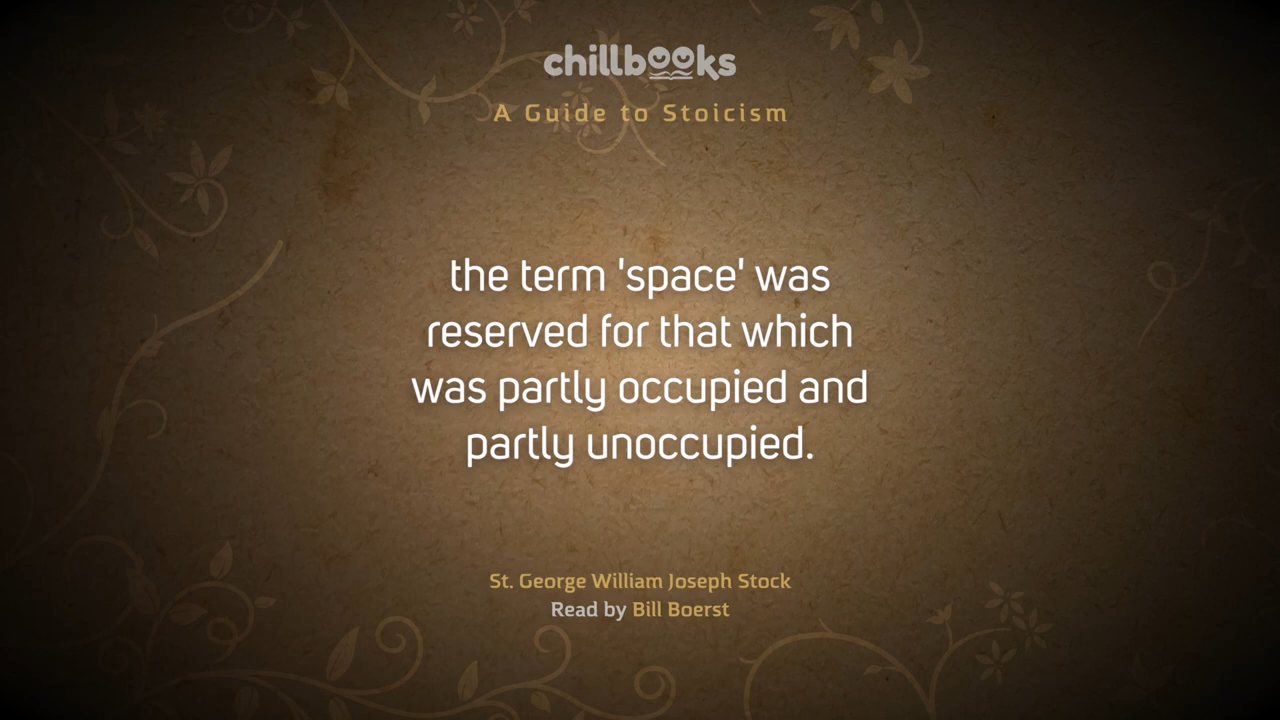 chillbooks
A Guide to Stoicism
the term 'space' was
reserved for that which
was partly occupied and
partly unoccupied.
St. George William Joseph Stock
Read by Bill Boerst